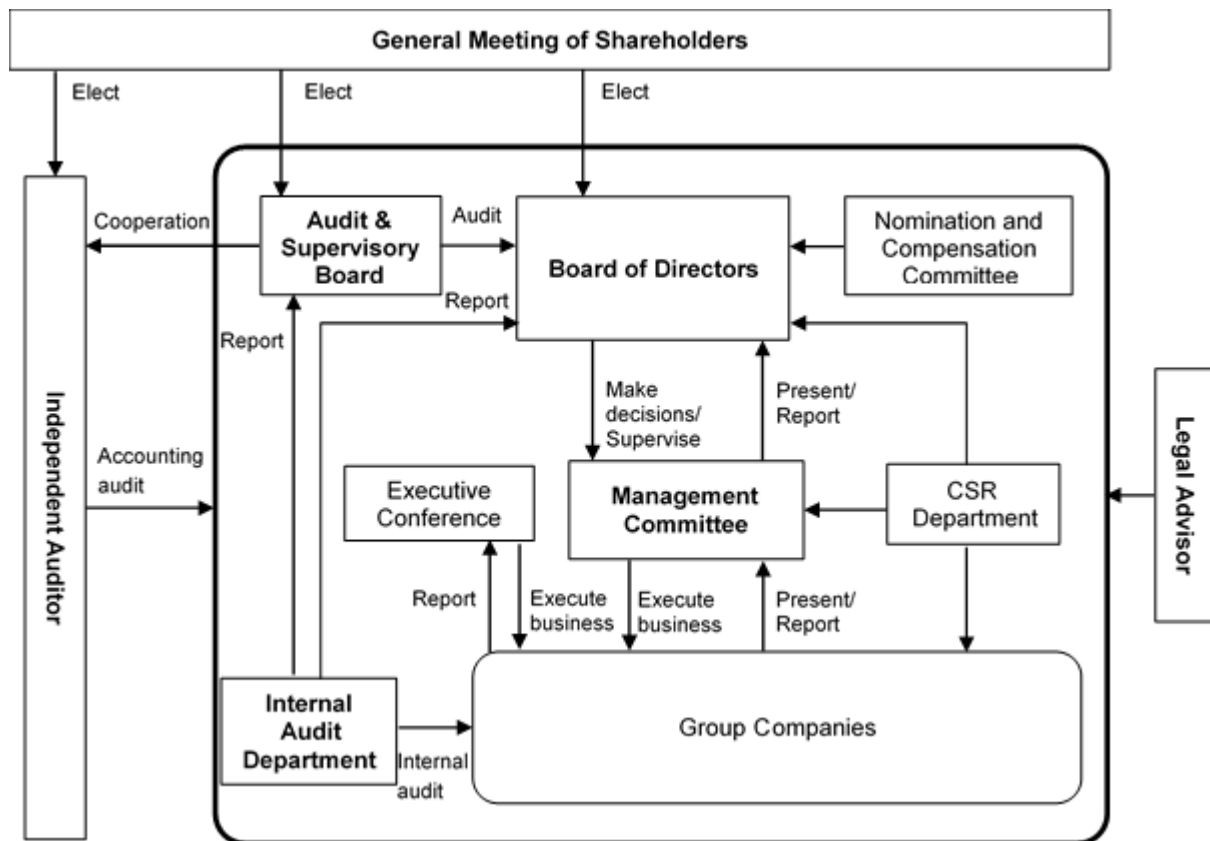 General Meeting of Shareholders
Elect
Elect
Elect
Cooperation
Audit &
Supervisory
Board
Audit
Board of Directors
Nomination and
Compensation
Committee
Report
Report
Independent Auditor
Accounting
audit
Make
decisions/
Supervise
Present/
Report
Legal Advisor
Executive
Conference
Management
Committee
CSR
Department
Report
Execute
business
Execute
business
Present/
Report
Internal
Audit
Department
Internal
audit
Group Companies